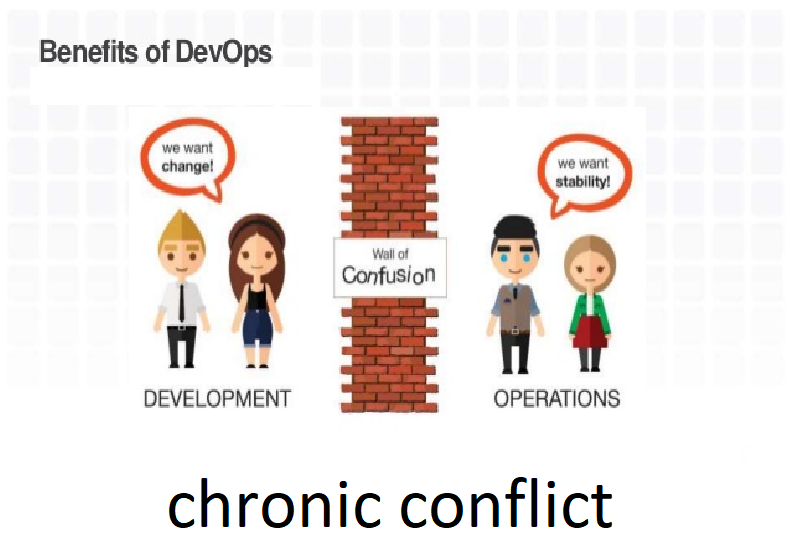 Benefits of DevOps
we want
change!
we want
stability!
Wall of
Confusion
DEVELOPMENT
OPERATIONS
chronic conflict